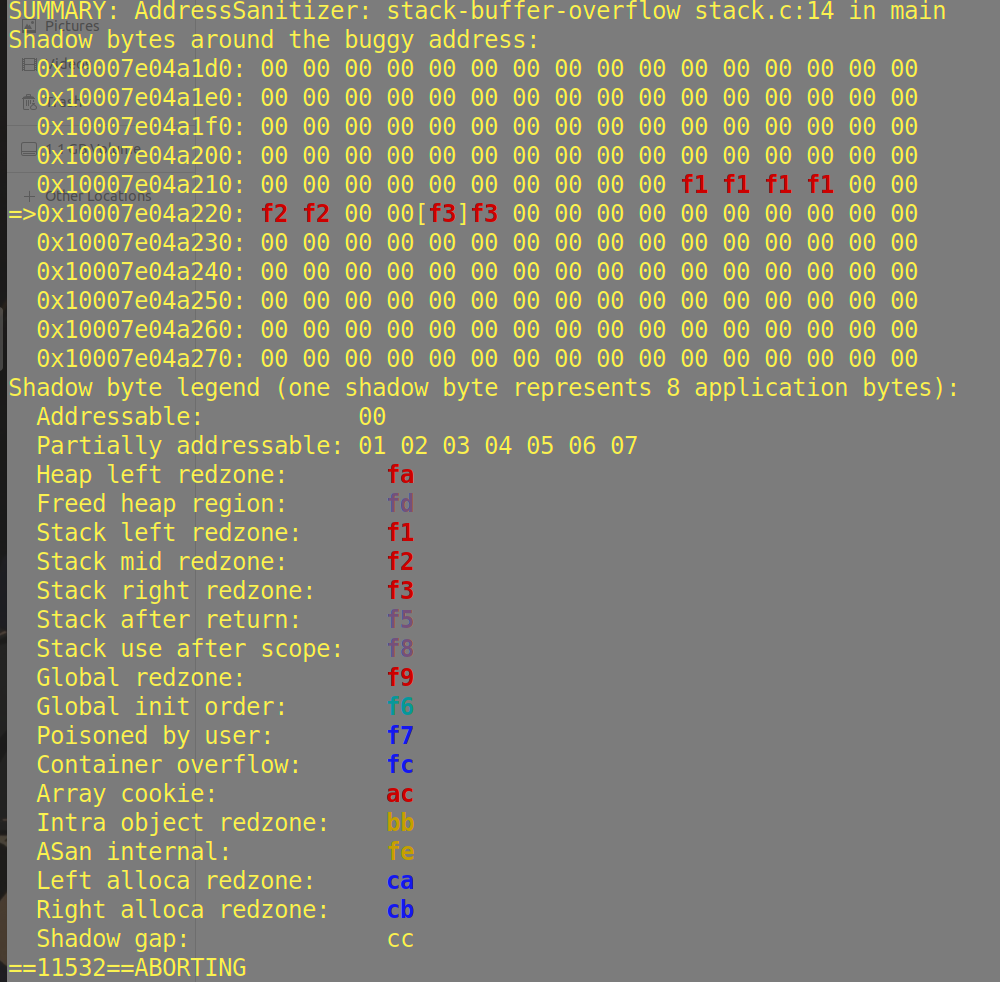 SUMMARY: AddressSanitizer: stack-buffer-overflow stack.c:14 in main
Pictures
Shadow bytes around the buggy address:
0x10007e04a1d0: 00 00 00 00 00 00 00 00 00 00 00 00 00 00 00 00
0x10007e04a1e0: 00 00 00 00 00 00 00 00 00 00 00 00 00 00 00 00
0x10007e04a1f0: 00 00 00 00 00 00 00 00 00 00 00 00 00 00 00 00
0x10007e04a200: 00 00 00 00 00 00 00 00 00 00 00 00 00 00 00 00
0x10007e04a210: 00 00 00 00 00 00 00 00 00 00 f1 f1 f1 f1 00 00
+ Other Locations
=>0x10007e04a220: f2 f2 00 00[f3]f3 00 00 00 00 00 00 00 00 00 00
0x10007e04a230: 00 00 00 00 00 00 00 00 00 00 00 00 00 00 00 00
0x10007e04a240: 00 00 00 00 00 00 00 00 00 00 00 00 00 00 00 00
0x10007e04a250: 00 00 00 00 00 00 00 00 00 00 00 00 00 00 00 00
0x10007e04a260: 00 00 00 00 00 00 00 00 00 00 00 00 00 00 00 00
0x10007e04a270: 00 00 00 00 00 00 00 00 00 00 00 00 00 00 00 00
Shadow byte legend (one shadow byte represents 8 application bytes):
Addressable: 00
Partially addressable: 01 02 03 04 05 06 07
Heap left redzone: fa
Freed heap region: fd
Stack left redzone: f1
Stack mid redzone: f2
Stack right redzone: f3
Stack after return: f5
Stack use after scope: f8
Global redzone: f9
Global init order: f6
Poisoned by user: f7
Container overflow: fc
Array cookie: ac
Intra object redzone: bb
ASan internal: fe
Left alloca redzone: ca
Right alloca redzone: cb
Shadow gap: cc
==11532==ABORTING